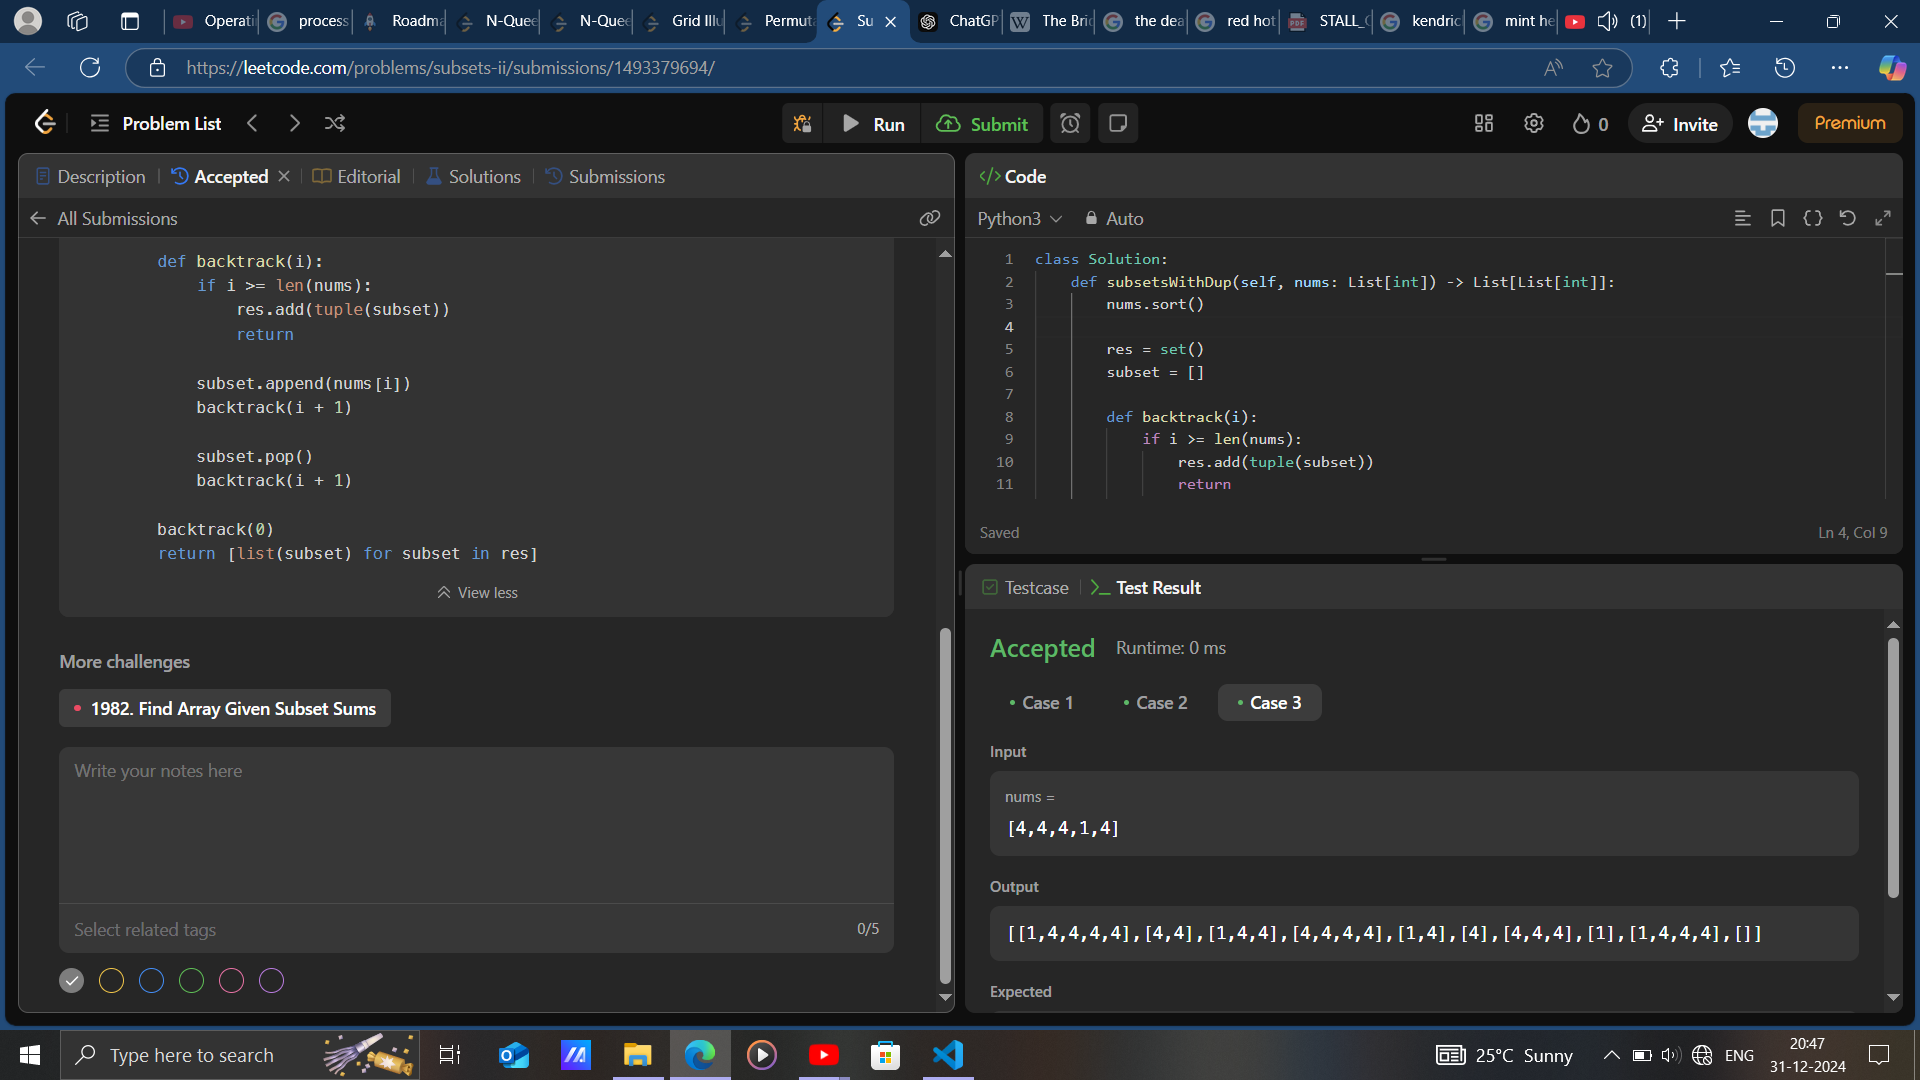 Operati
process
Roadma
N-Quee
N-Quee
Grid Illu
Permuta
Su
ChatGP
The Bric
the dea
red hot
STALL_C
kendric
mint he
(1)
https://leetcode.com/problems/subsets-ii/submissions/1493379694/
Problem List
Run
Submit
0
Invite
Premium
Description
Accepted
Editorial
Solutions
Submissions
All Submissions
def backtrack(i):
if i >= len(nums):
res.add(tuple(subset))
return
subset.append(nums[i])
backtrack(i + 1)
subset.pop()
backtrack(i + 1)
backtrack(0)
return [list(subset) for subset in res]
View less
More challenges
1982. Find Array Given Subset Sums
Write your notes here
Select related tags
0/5
</> Code
Python3
Auto
1 class Solution:
2 def subsetsWithDup(self, nums: List[int]) -> List[List[int]]:
3 nums.sort()
4
5 res = set()
6 subset = []
7
8 def backtrack(i):
9 if i >= len(nums):
10 res.add(tuple(subset))
11 return
Saved
Ln 4, Col 9
Testcase
Test Result
Accepted
Runtime: 0 ms
Case 1
Case 2
Case 3
Input
nums =
[4,4,4,1,4]
Output
[[1,4,4,4,4],[4,4],[1,4,4],[4,4,4,4],[1,4],[4],[4,4,4],[1],[1,4,4,4],[]]
Expected
Type here to search
25°C Sunny
ENG
20:47
31-12-2024